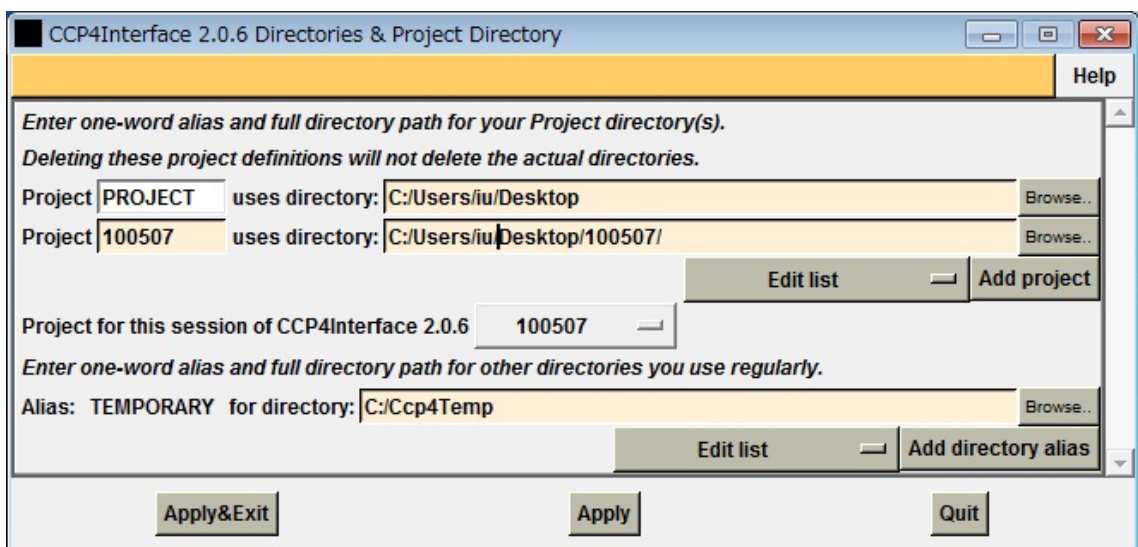 CCP4Interface 2.0.6 Directories & Project Directory
Help
Enter one-word alias and full directory path for your Project directory(s).
Deleting these project definitions will not delete the actual directories.
Project PROJECT uses directory: C:/Users/iu/Desktop Browse..
Project 100507 uses directory: C:/Users/iu/Desktop/100507/ Browse..
Edit list Add project
Project for this session of CCP4Interface 2.0.6 100507
Enter one-word alias and full directory path for other directories you use regularly.
Alias: TEMPORARY for directory: C:/Ccp4Temp Browse..
Edit list Add directory alias
Apply&Exit Apply Quit